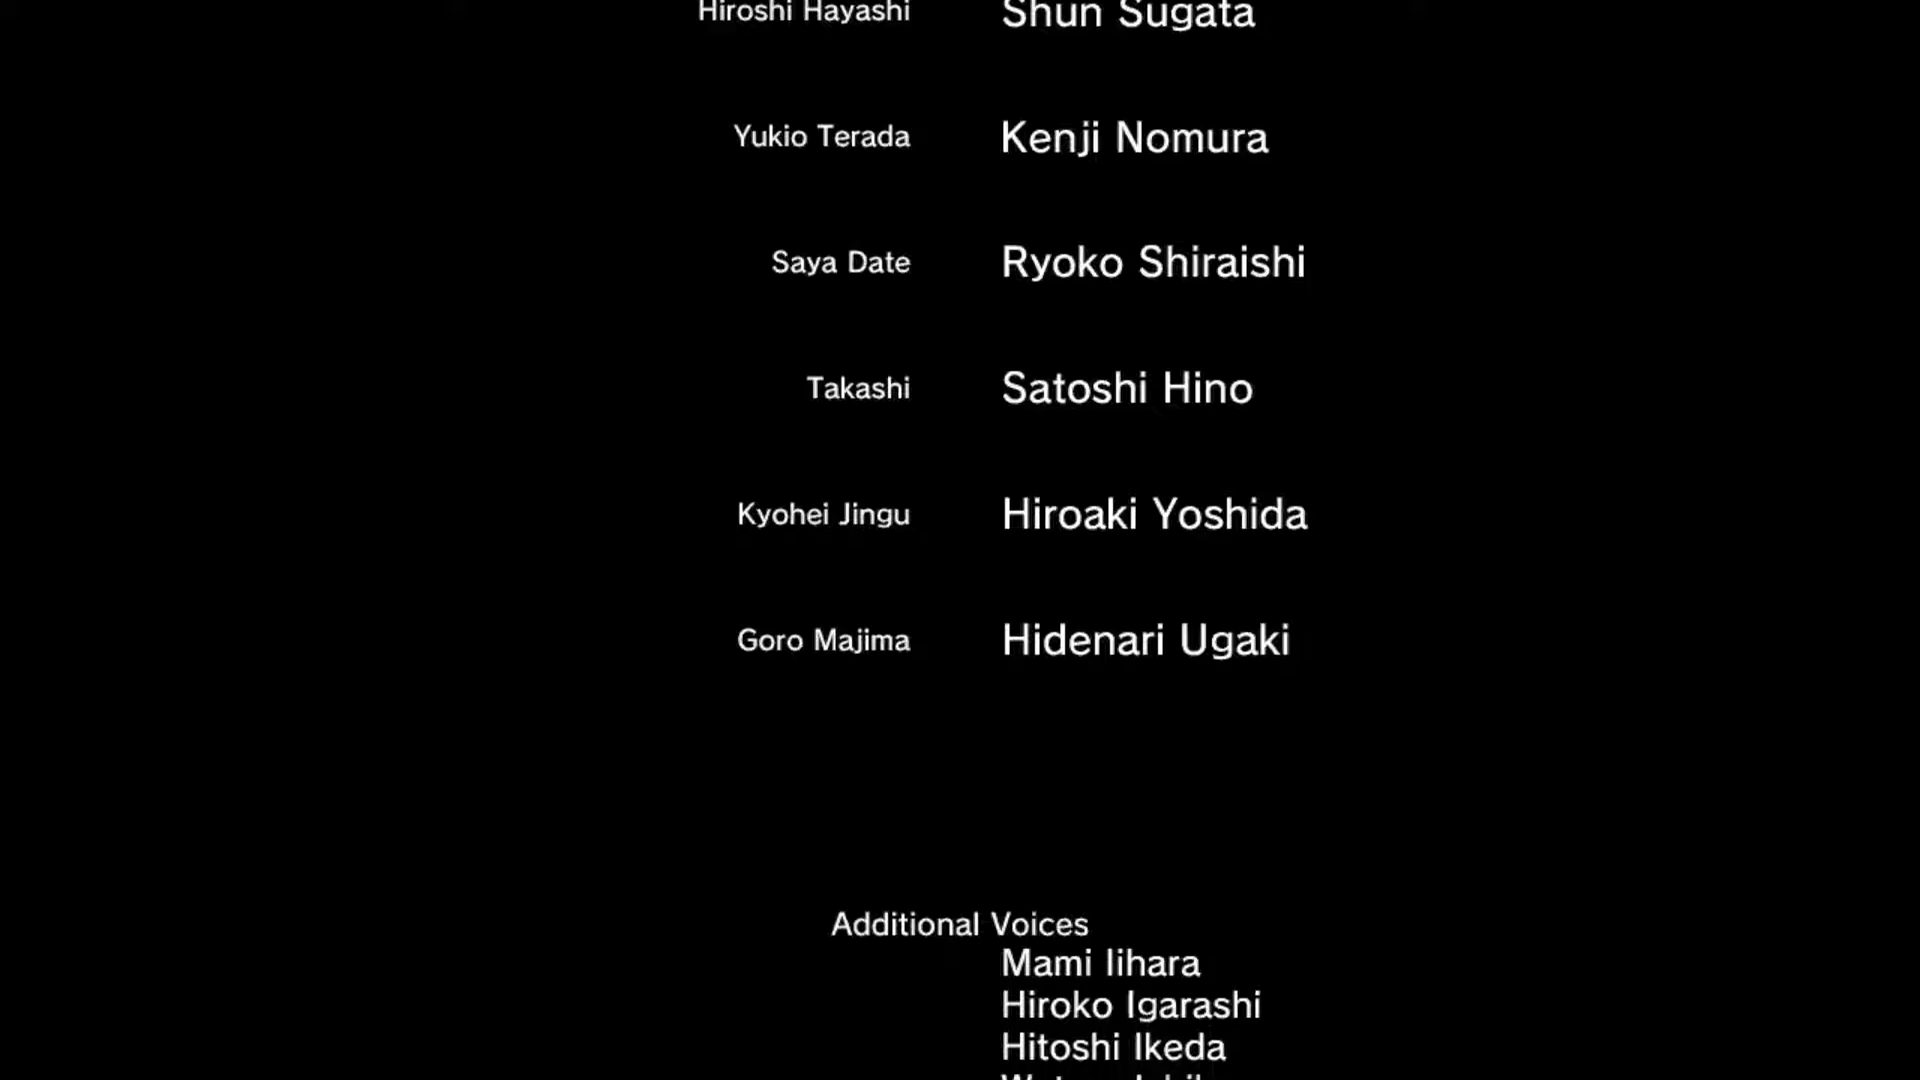 Hiroshi Hayashi Shun Sugata
Yukio Terada Kenji Nomura
Saya Date Ryoko Shiraishi
Takashi Satoshi Hino
Kyohei Jingu Hiroaki Yoshida
Goro Majima Hidenari Ugaki
Additional Voices
Mami Iihara
Hiroko Igarashi
Hitoshi Ikeda